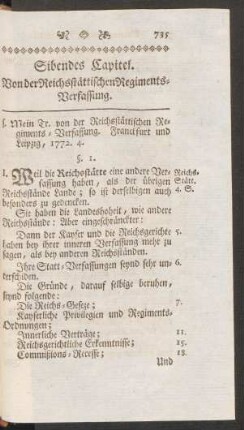 735
Sibendes Capitel.
Von der Reichsstättischen Regiments-
Verfassung.
s. Mein Tr. von der Reichsstättischen Re-
giments-Verfassung. Franckfurt und
Leipzig, 1772. 4.
§. 1.
1. Weil die Reichsstätte eine andere Ver- Reichs-
fassung haben, als der übrigen Stätt.
Reichsstände Lande; so ist derselbigen auch 4. S.
besonders zu gedencken.
Sie haben die Landeshoheit, wie andere
Reichsstände: Aber eingeschränckter:
Dann der Kayser und die Reichsgerichte 5.
haben bey ihrer inneren Verfassung mehr zu
sagen, als bey anderen Reichsständen.
Ihre Statt-Verfassungen seynd sehr un- 6.
terschiden.
Die Gründe, darauf selbige beruhen,
seynd folgende:
Die Reichs-Gesetze; 7.
Kayserliche Privilegien und Regiments-
Ordnungen;
Innerliche Verträge; 11.
Reichsgerichtliche Erkenntnisse; 15.
Commissions-Recesse; 18.
Und